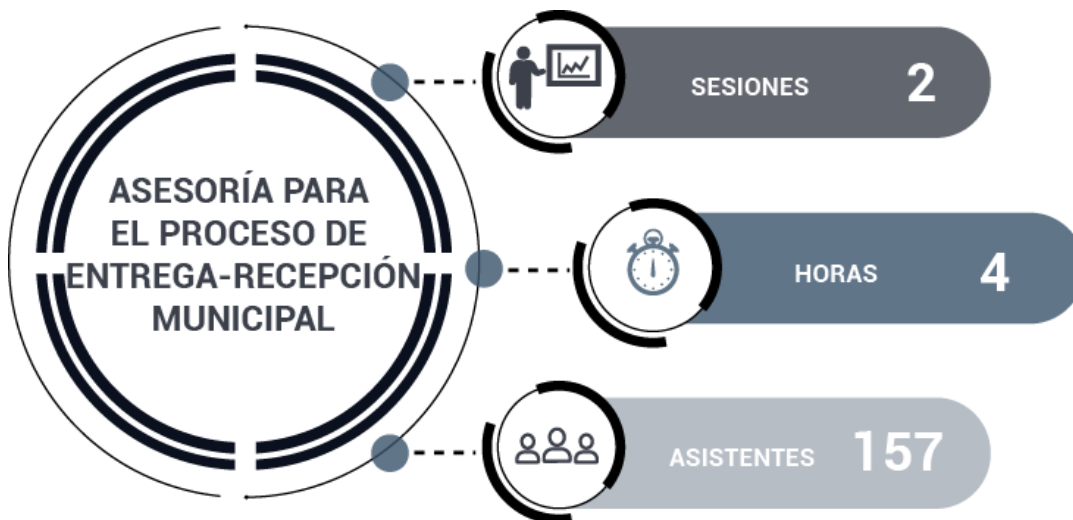 ASESORÍA PARA
EL PROCESO DE
ENTREGA-RECEPCIÓN
MUNICIPAL
SESIONES 2
HORAS 4
ASISTENTES 157